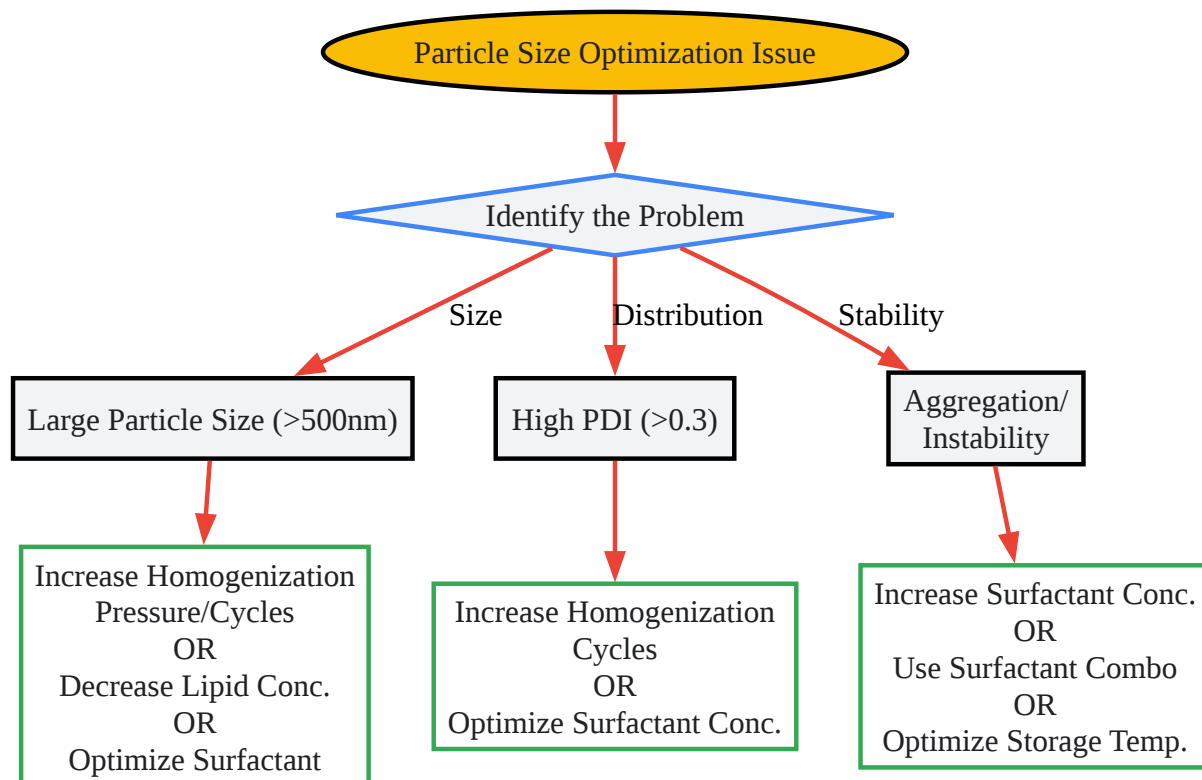 Particle Size Optimization Issue
Identify the Problem
Size
Distribution
Stability
Large Particle Size (>500nm)
High PDI (>0.3)
Aggregation/
Instability
Increase Homogenization
Pressure/Cycles
OR
Decrease Lipid Conc.
OR
Optimize Surfactant
Increase Homogenization
Cycles
OR
Optimize Surfactant Conc.
Increase Surfactant Conc.
OR
Use Surfactant Combo
OR
Optimize Storage Temp.